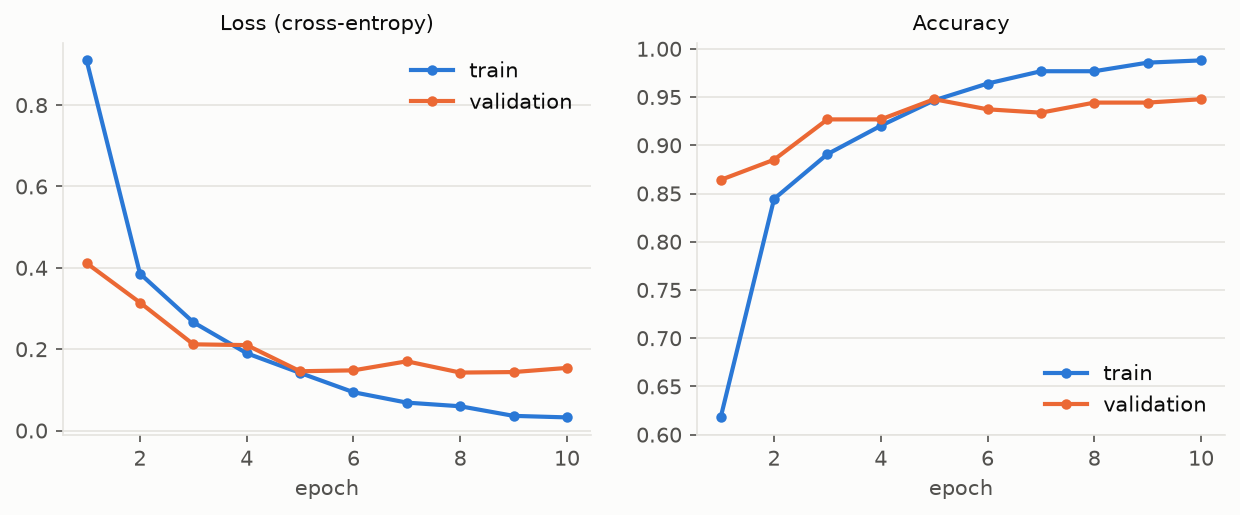 Loss (cross-entropy)
train
validation
0.8
0.6
0.4
0.2
0.0
2 4 6 8 10
epoch
Accuracy
1.00
0.95
0.90
0.85
0.80
0.75
0.70
0.65
0.60
train
validation
2 4 6 8 10
epoch